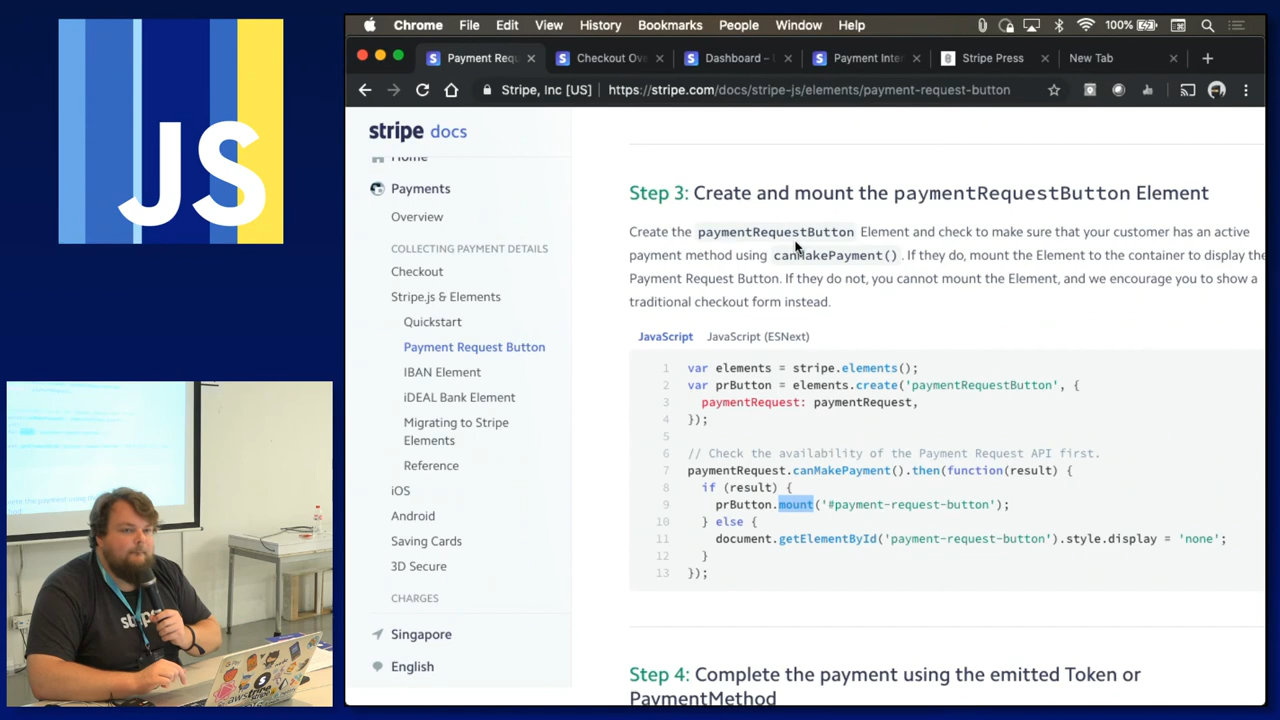 JS
Chrome File Edit View History Bookmarks People Window Help
100%
Payment Req
Checkout Ove
Dashboard –
Payment Inte
Stripe Press
New Tab
Stripe, Inc [US] https://stripe.com/docs/stripe-js/elements/payment-request-button
stripe docs
Home
Payments
Overview
COLLECTING PAYMENT DETAILS
Checkout
Stripe.js & Elements
Quickstart
Payment Request Button
IBAN Element
iDEAL Bank Element
Migrating to Stripe
Elements
Reference
iOS
Android
Saving Cards
3D Secure
CHARGES
Singapore
English
Step 3: Create and mount the paymentRequestButton Element
Create the paymentRequestButton Element and check to make sure that your customer has an active
payment method using canMakePayment(). If they do, mount the Element to the container to display the
Payment Request Button. If they do not, you cannot mount the Element, and we encourage you to show a
traditional checkout form instead.
JavaScript JavaScript (ESNext)
1 var elements = stripe.elements();
2 var prButton = elements.create('paymentRequestButton', {
3 paymentRequest: paymentRequest,
4 });
5
6 // Check the availability of the Payment Request API first.
7 paymentRequest.canMakePayment().then(function(result) {
8 if (result) {
9 prButton.mount('#payment-request-button');
10 } else {
11 document.getElementById('payment-request-button').style.display = 'none';
12 }
13 });
Step 4: Complete the payment using the emitted Token or
PaymentMethod